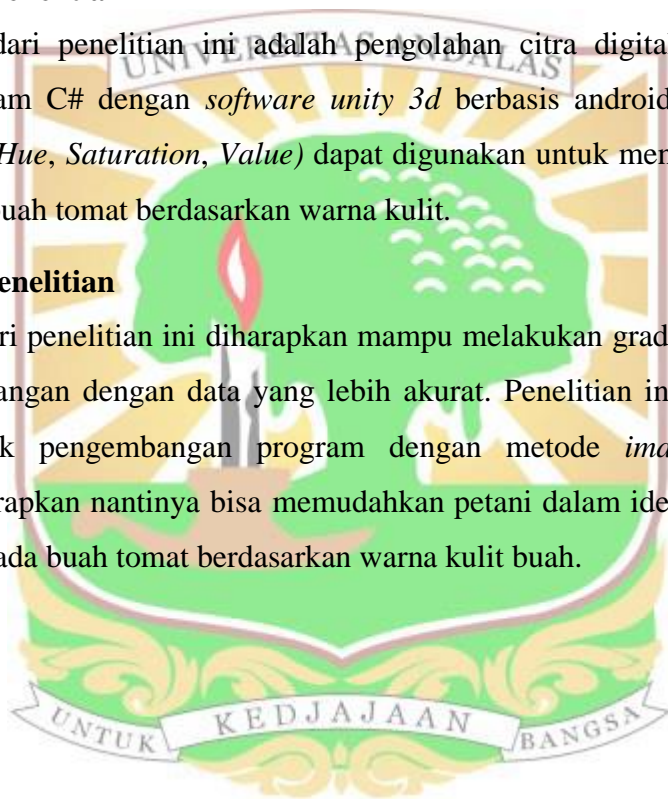 dari penelitian ini adalah pengolahan citra digital
UNIVERSITAS ANDALAS
am C# dengan software unity 3d berbasis android
Hue, Saturation, Value) dapat digunakan untuk men
buah tomat berdasarkan warna kulit.
enelitian
ri penelitian ini diharapkan mampu melakukan grad
angan dengan data yang lebih akurat. Penelitian in
k pengembangan program dengan metode ima
rapkan nantinya bisa memudahkan petani dalam ide
ada buah tomat berdasarkan warna kulit buah.
UNTUK KEDJAJAAN BANGSA